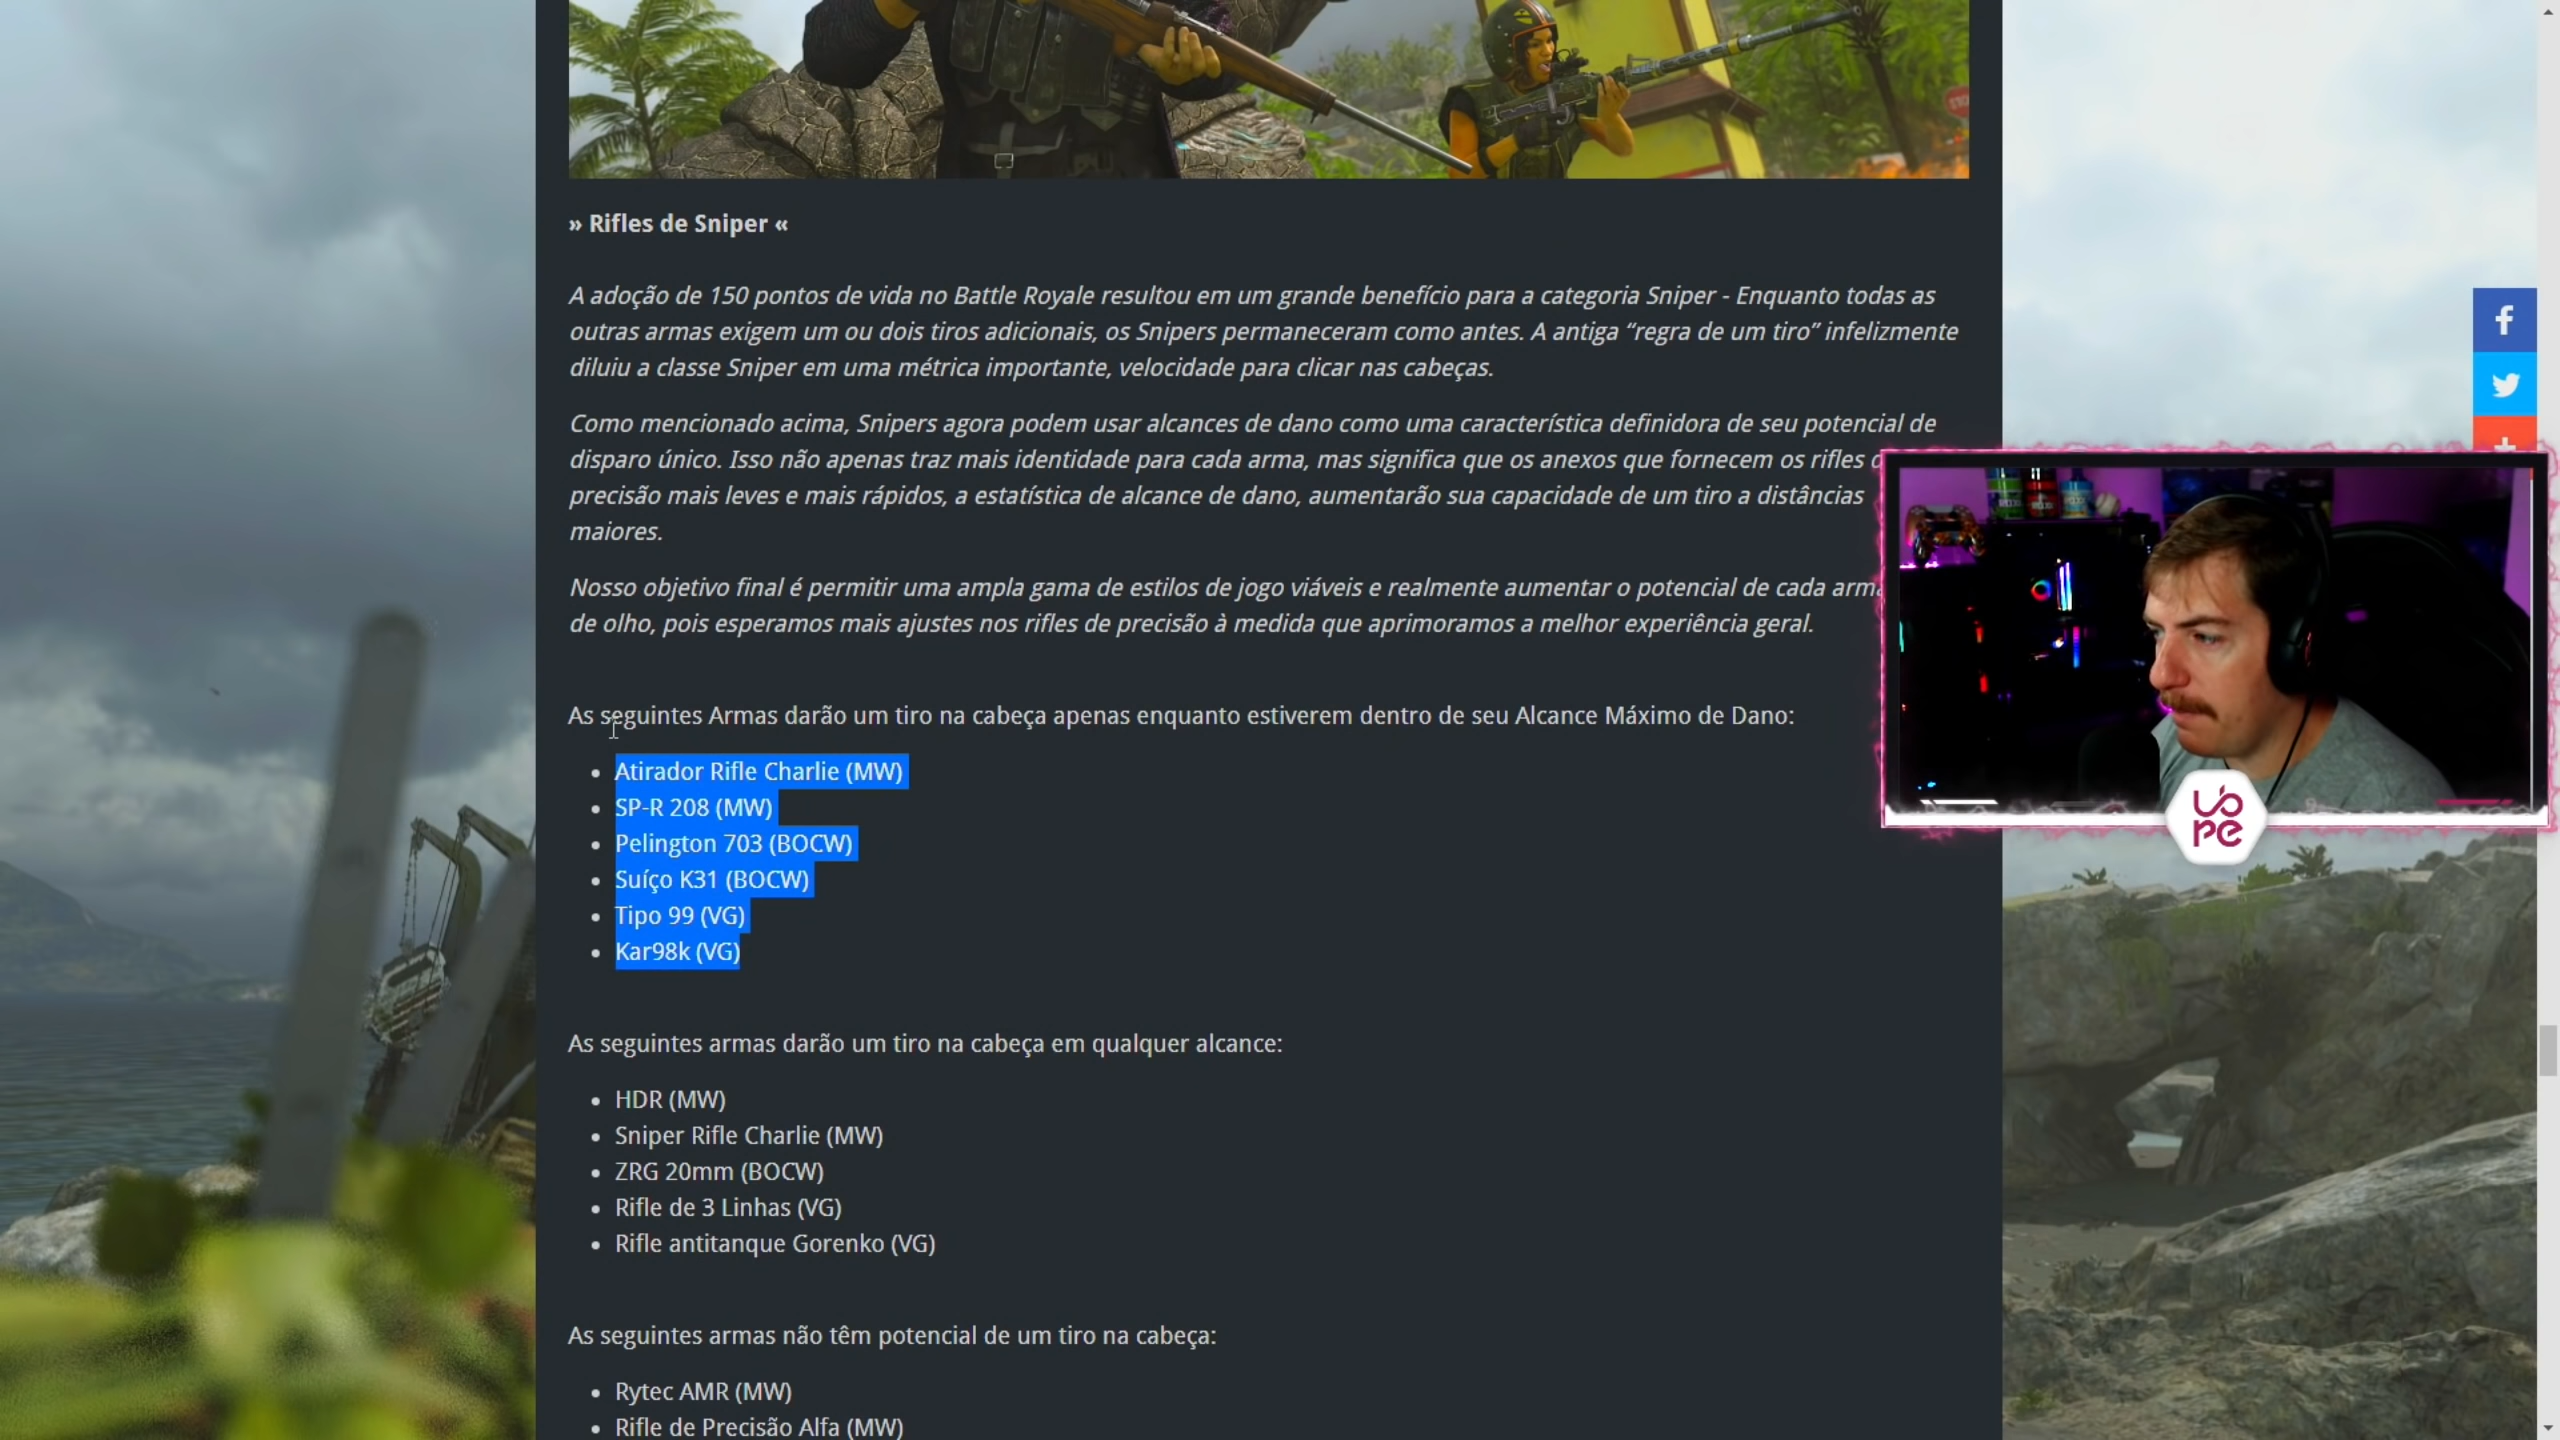 » Rifles de Sniper «
A adoção de 150 pontos de vida no Battle Royale resultou em um grande benefício para a categoria Sniper - Enquanto todas as
outras armas exigem um ou dois tiros adicionais, os Snipers permaneceram como antes. A antiga “regra de um tiro” infelizmente
diluiu a classe Sniper em uma métrica importante, velocidade para clicar nas cabeças.
Como mencionado acima, Snipers agora podem usar alcances de dano como uma característica definidora de seu potencial de
disparo único. Isso não apenas traz mais identidade para cada arma, mas significa que os anexos que fornecem os rifles
precisão mais leves e mais rápidos, a estatística de alcance de dano, aumentarão sua capacidade de um tiro a distâncias
maiores.
Nosso objetivo final é permitir uma ampla gama de estilos de jogo viáveis e realmente aumentar o potencial de cada arma
de olho, pois esperamos mais ajustes nos rifles de precisão à medida que aprimoramos a melhor experiência geral.
As seguintes Armas darão um tiro na cabeça apenas enquanto estiverem dentro de seu Alcance Máximo de Dano:
• Atirador Rifle Charlie (MW)
• SP-R 208 (MW)
• Pelington 703 (BOCW)
• Suíço K31 (BOCW)
• Tipo 99 (VG)
• Kar98k (VG)
As seguintes armas darão um tiro na cabeça em qualquer alcance:
• HDR (MW)
• Sniper Rifle Charlie (MW)
• ZRG 20mm (BOCW)
• Rifle de 3 Linhas (VG)
• Rifle antitanque Gorenko (VG)
As seguintes armas não têm potencial de um tiro na cabeça:
• Rytec AMR (MW)
• Rifle de Precisão Alfa (MW)